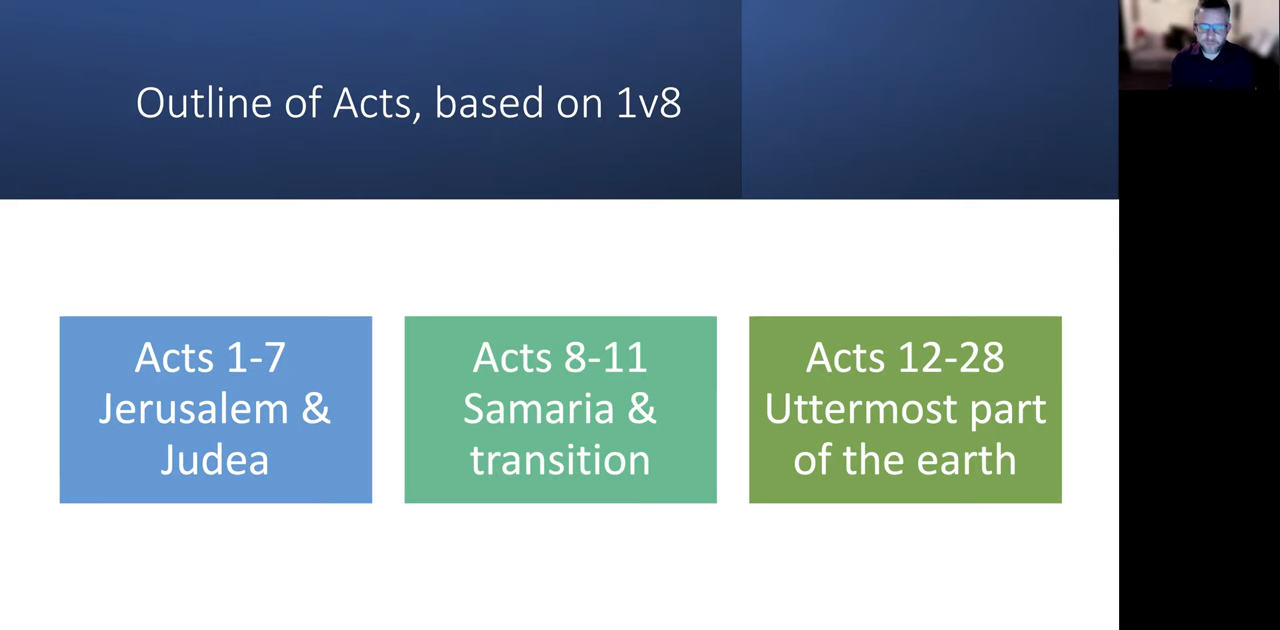 Outline of Acts, based on 1v8
Acts 1-7
Jerusalem &
Judea
Acts 8-11
Samaria &
transition
Acts 12-28
Uttermost part
of the earth